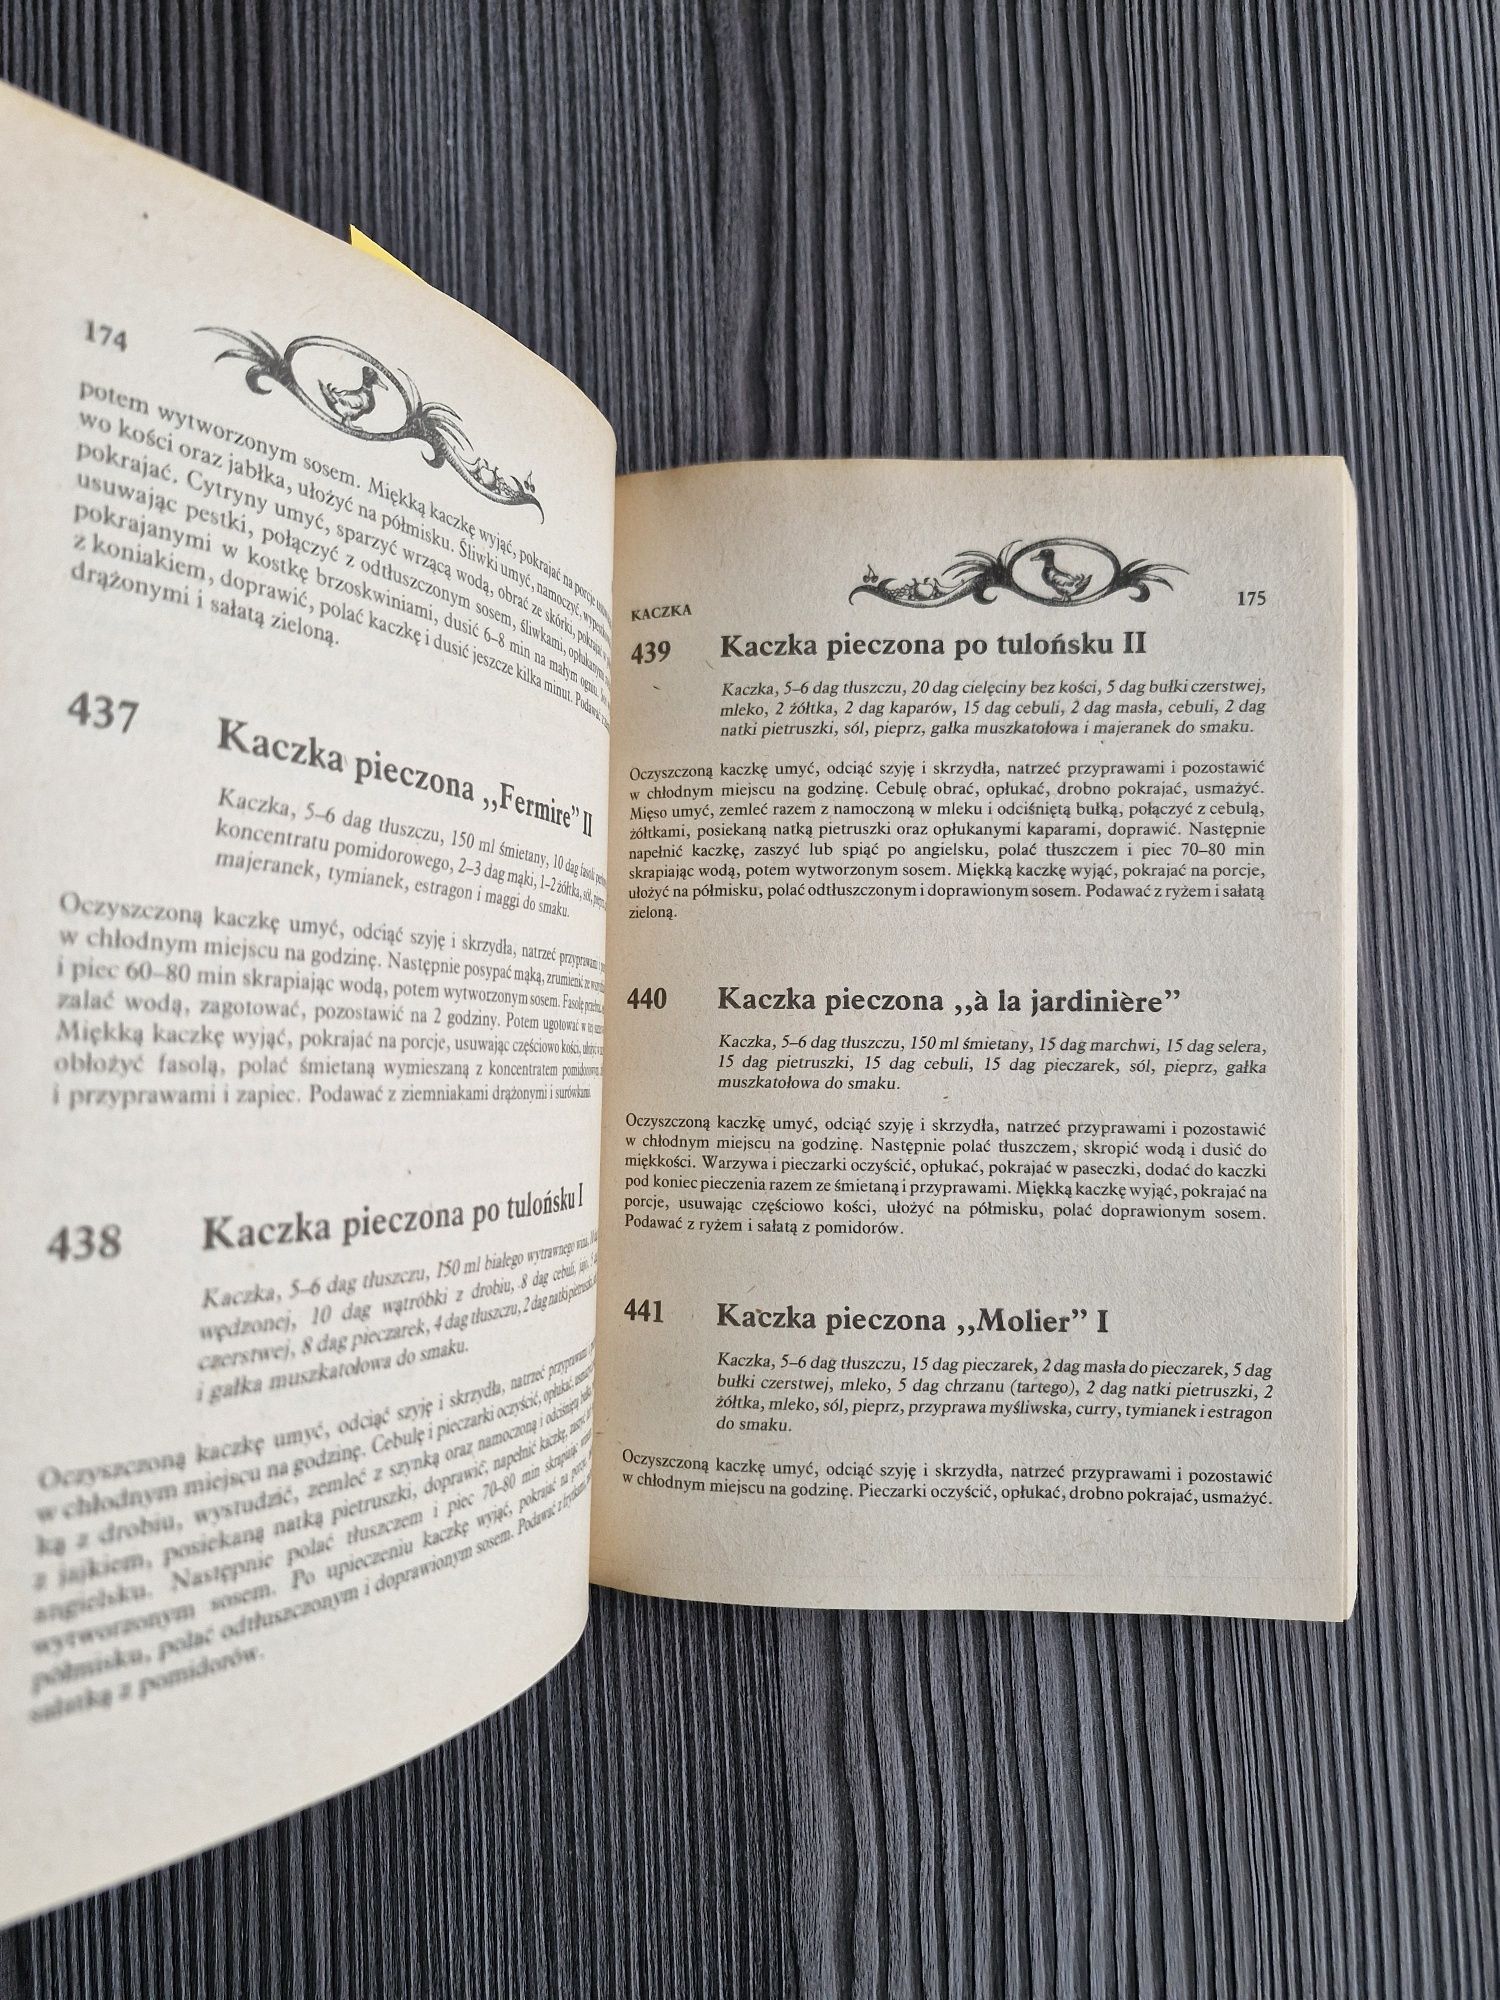 174
potem wytworzonym sosem. Miękką kaczkę wyjąć, pokrajać na porcje
wo kości oraz jabłka, ułożyć na półmisku. Śliwki umyć, namoczyć,
pokrajać. Cytryny umyć, sparzyć wrzącą wodą, obrać ze skórki, pokrajać
usuwając pestki, połączyć z odtłuszczonym sosem, śliwkami, opłukanymi
pokrajanymi w kostkę brzoskwiniami, dusić 6–8 min na małym ogniu.
z koniakiem, doprawić, polać kaczkę i dusić jeszcze kilka minut. Podawać
drążonymi i sałatą zieloną.
437
Kaczka pieczona „Fermire” II
Kaczka, 5–6 dag tłuszczu, 150 ml śmietany, 10 dag fasoli
koncentratu pomidorowego, 2–3 dag mąki, 1–2 żółtka, sól,
majeranek, tymianek, estragon i maggi do smaku.
Oczyszczoną kaczkę umyć, odciąć szyję i skrzydła, natrzeć przyprawami i
w chłodnym miejscu na godzinę. Następnie posypać mąką, zrumienić ze
i piec 60–80 min skrapiając wodą, potem wytworzonym sosem. Fasolę
zalać wodą, zagotować, pozostawić na 2 godziny. Potem ugotować w tej
Miękką kaczkę wyjąć, pokrajać na porcje, usuwając częściowo kości,
obłożyć fasolą, polać śmietaną wymieszaną z koncentratem
i przyprawami i zapiec. Podawać z ziemniakami drążonymi i surówkami.
438
Kaczka pieczona po tulońsku I
Kaczka, 5–6 dag tłuszczu, 150 ml białego wytrawnego wina,
wędzonej, 10 dag wątróbki z drobiu, 8 dag cebuli, jajo, 5
czerstwej, 8 dag pieczarek, 4 dag tłuszczu, 2 dag natki pietruszki,
i gałka muszkatołowa do smaku.
Oczyszczoną kaczkę umyć, odciąć szyję i skrzydła, natrzeć przyprawami i
w chłodnym miejscu na godzinę. Cebulę i pieczarki oczyścić, opłukać,
ką z drobiu, wystudzić, zemleć z szynką oraz namoczoną i odciśniętą
z jajkiem, posiekaną natką pietruszki, doprawić, napełnić kaczkę,
angielsku. Następnie polać tłuszczem i piec 70–80 min skrapiając
wytworzonym sosem. Po upieczeniu kaczkę wyjąć, pokrajać na porcje,
półmisku, polać odtłuszczonym i doprawionym sosem. Podawać z
sałatką z pomidorów.
KACZKA
175
439
Kaczka pieczona po tulońsku II
Kaczka, 5–6 dag tłuszczu, 20 dag cielęciny bez kości, 5 dag bułki czerstwej,
mleko, 2 żółtka, 2 dag kaparów, 15 dag cebuli, 2 dag masła, cebuli, 2 dag
natki pietruszki, sól, pieprz, gałka muszkatołowa i majeranek do smaku.
Oczyszczoną kaczkę umyć, odciąć szyję i skrzydła, natrzeć przyprawami i pozostawić
w chłodnym miejscu na godzinę. Cebulę obrać, opłukać, drobno pokrajać, usmażyć.
Mięso umyć, zemleć razem z namoczoną w mleku i odciśniętą bułką, połączyć z cebulą,
żółtkami, posiekaną natką pietruszki oraz opłukanymi kaparami, doprawić. Następnie
napełnić kaczkę, zaszyć lub spiąć po angielsku, polać tłuszczem i piec 70–80 min
skrapiając wodą, potem wytworzonym sosem. Miękką kaczkę wyjąć, pokrajać na porcje,
ułożyć na półmisku, polać odtłuszczonym i doprawionym sosem. Podawać z ryżem i sałatą
zieloną.
440
Kaczka pieczona „à la jardinière”
Kaczka, 5–6 dag tłuszczu, 150 ml śmietany, 15 dag marchwi, 15 dag selera,
15 dag pietruszki, 15 dag cebuli, 15 dag pieczarek, sól, pieprz, gałka
muszkatołowa do smaku.
Oczyszczoną kaczkę umyć, odciąć szyję i skrzydła, natrzeć przyprawami i pozostawić
w chłodnym miejscu na godzinę. Następnie polać tłuszczem, skropić wodą i dusić do
miękkości. Warzywa i pieczarki oczyścić, opłukać, pokrajać w paseczki, dodać do kaczki
pod koniec pieczenia razem ze śmietaną i przyprawami. Miękką kaczkę wyjąć, pokrajać na
porcje, usuwając częściowo kości, ułożyć na półmisku, polać doprawionym sosem.
Podawać z ryżem i sałatą z pomidorów.
441
Kaczka pieczona „Molier” I
Kaczka, 5–6 dag tłuszczu, 15 dag pieczarek, 2 dag masła do pieczarek, 5 dag
bułki czerstwej, mleko, 5 dag chrzanu (tartego), 2 dag natki pietruszki, 2
żółtka, mleko, sól, pieprz, przyprawa myśliwska, curry, tymianek i estragon
do smaku.
Oczyszczoną kaczkę umyć, odciąć szyję i skrzydła, natrzeć przyprawami i pozostawić
w chłodnym miejscu na godzinę. Pieczarki oczyścić, opłukać, drobno pokrajać, usmażyć.